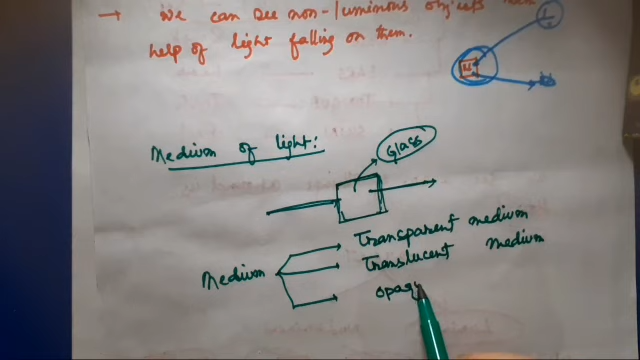 → We can see non-luminous objects
help of light falling on them.
Medium of light:
Glass
Medium
Transparent medium
Translucent medium
opaq